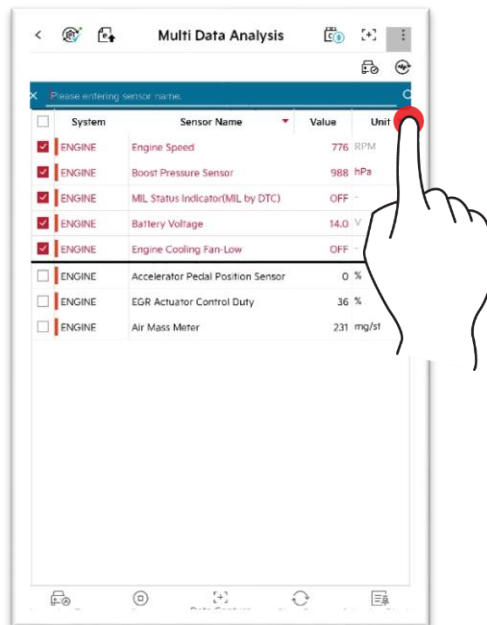 Multi Data Analysis
Please entering sensor name.
System Sensor Name Value Unit
ENGINE Engine Speed 776 RPM
ENGINE Boost Pressure Sensor 988 hPa
ENGINE MIL Status Indicator(MIL by DTC) OFF -
ENGINE Battery Voltage 14.0 V
ENGINE Engine Cooling Fan-Low OFF -
ENGINE Accelerator Pedal Position Sensor 0 %
ENGINE EGR Actuator Control Duty 36 %
ENGINE Air Mass Meter 231 mg/st